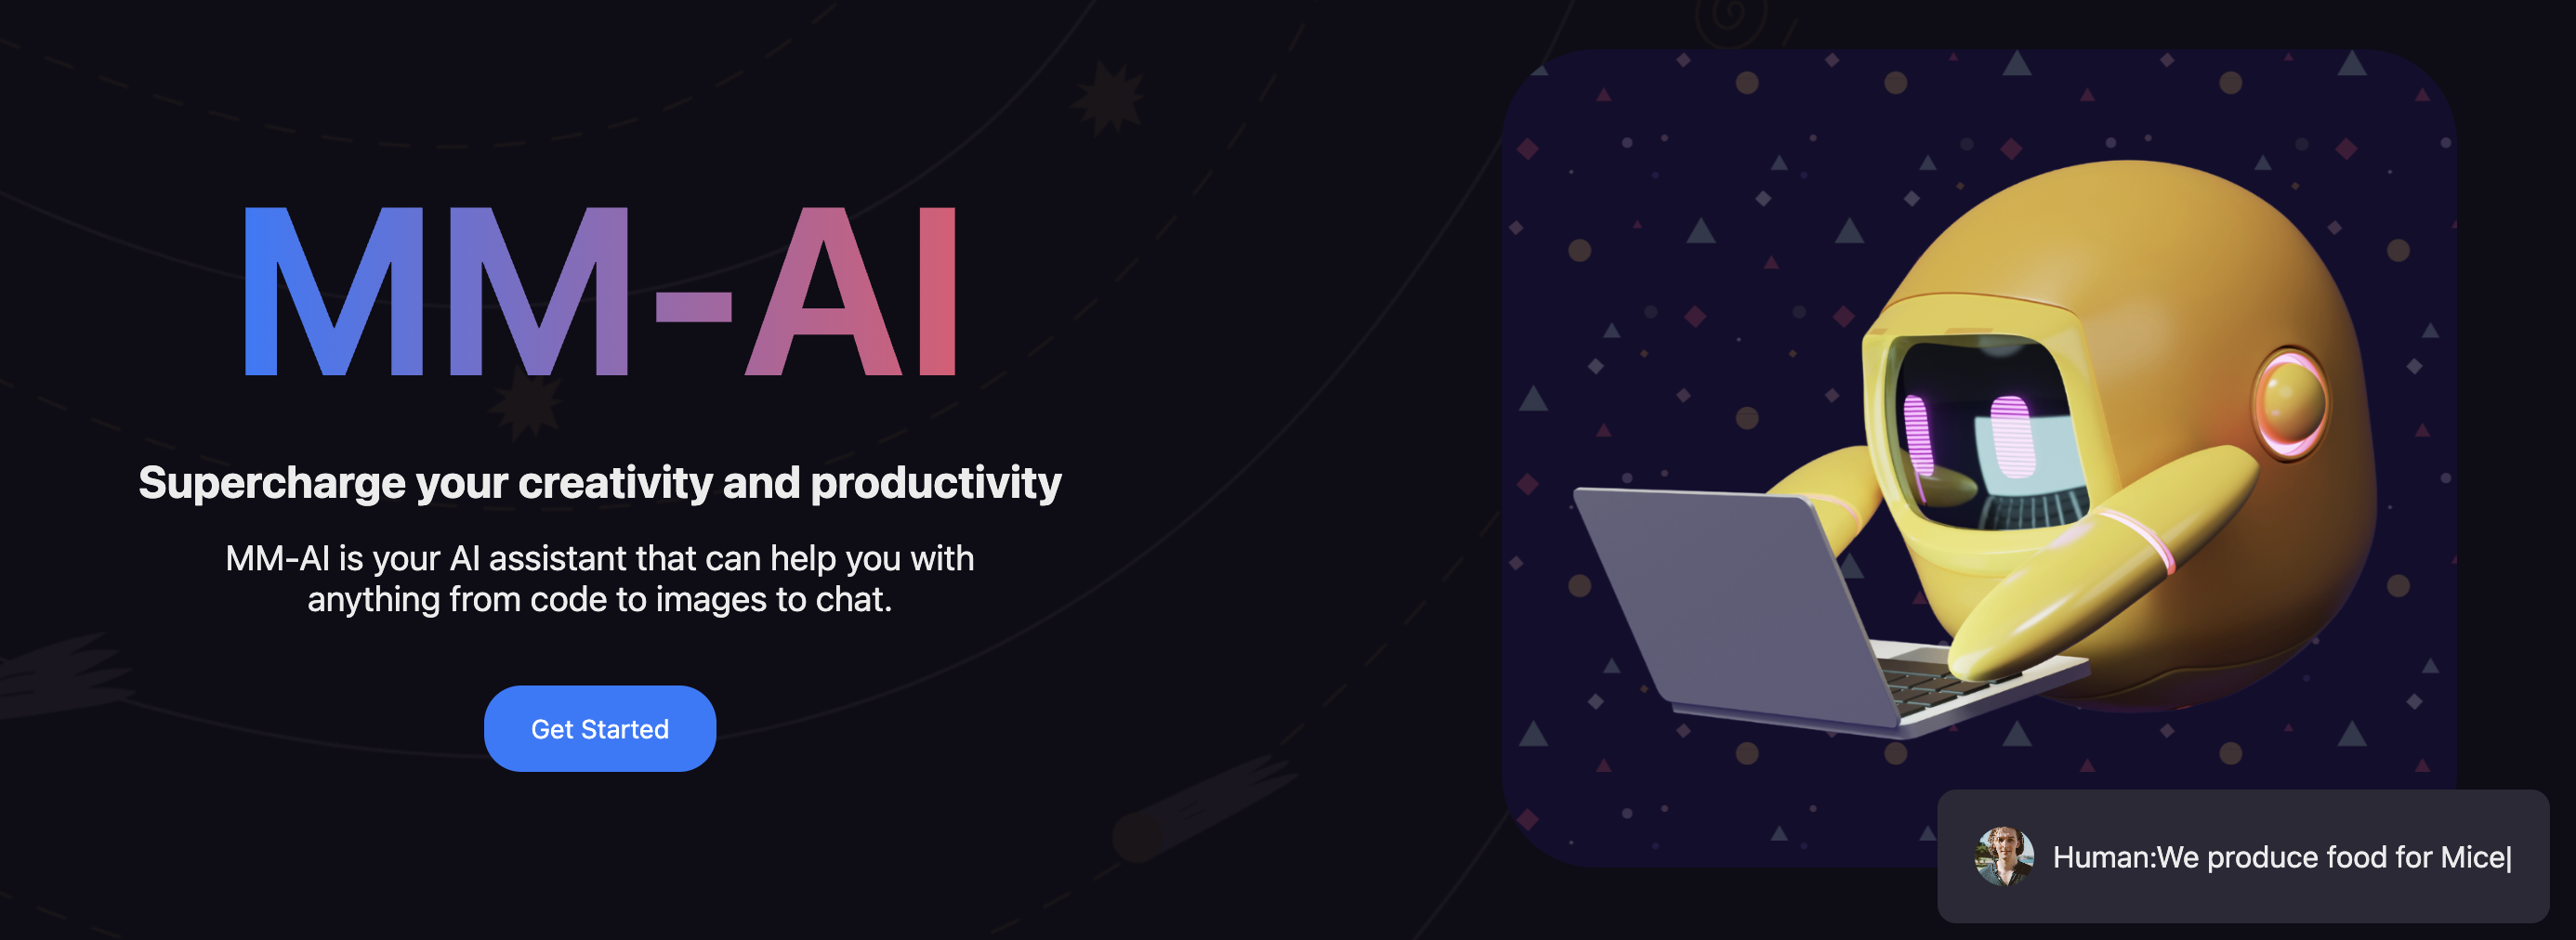 MM-AI
Supercharge your creativity and productivity
MM-AI is your AI assistant that can help you with
anything from code to images to chat.
Get Started
Human:We produce food for Mice|